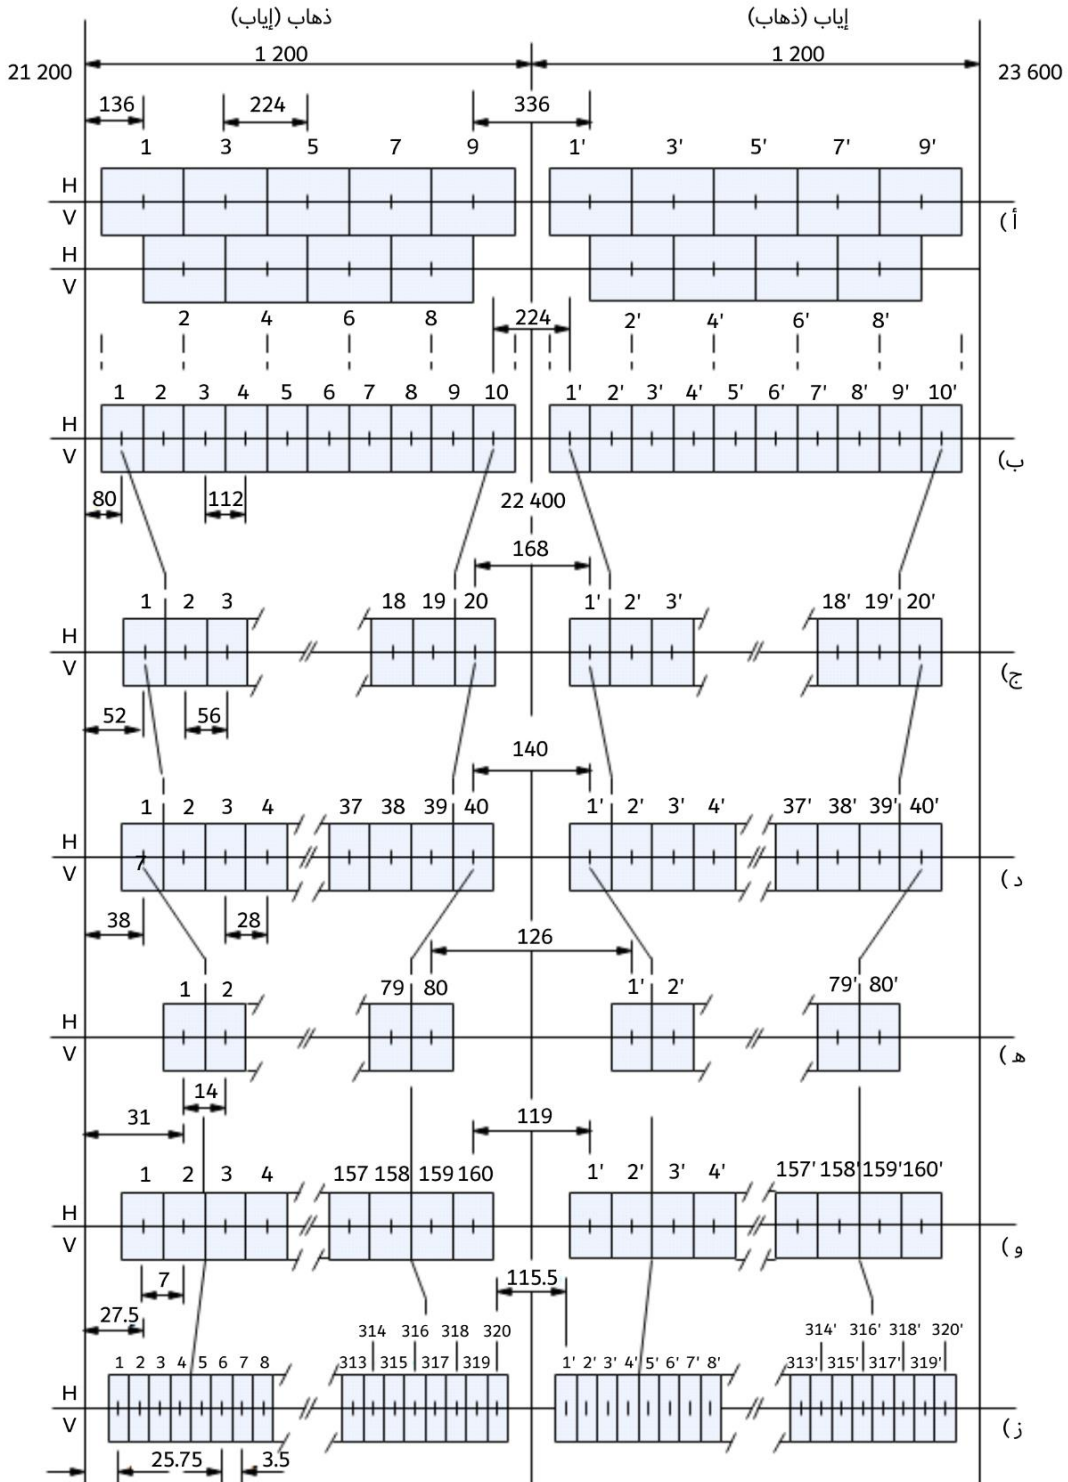 ذهاب (إياب) إياب (ذهاب)
1 200 1 200
21 200 23 600
136 224 336
1 3 5 7 9 1' 3' 5' 7' 9'
H
V
أ )
H
V
2 4 6 8 224 2' 4' 6' 8'
1 2 3 4 5 6 7 8 9 10 1' 2' 3' 4' 5' 6' 7' 8' 9' 10'
H
V
ب)
80 112 22 400
168
1 2 3 18 19 20 1' 2' 3' 18' 19' 20'
H
V
ج)
52 56
140
1 2 3 4 37 38 39 40 1' 2' 3' 4' 37' 38' 39' 40'
H
V
7
د )
38 28
126
1 2 79 80 1' 2' 79' 80'
H
V
ه )
14
31 119
1 2 3 4 157 158 159 160 1' 2' 3' 4' 157' 158' 159' 160'
H
V
و )
7 115.5
27.5
314 316 318 320 314' 316' 318' 320'
1 2 3 4 5 6 7 8 313 315 317 319 1' 2' 3' 4' 5' 6' 7' 8' 313' 315' 317' 319'
H
V
ز )
25.75 3.5